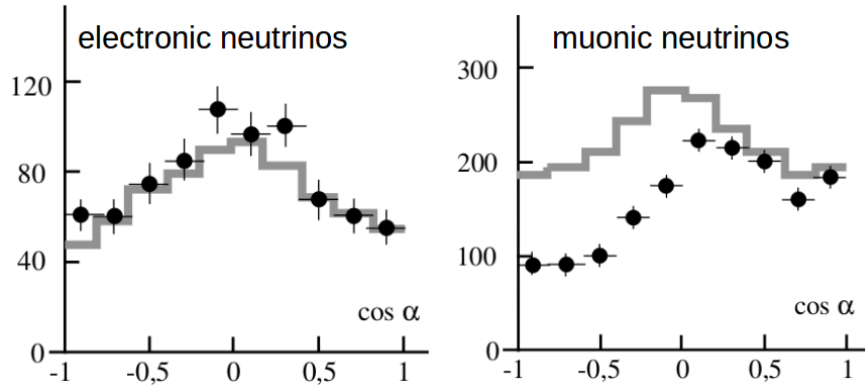 electronic neutrinos
120
80
40
0
cos α
-1 -0,5 0 0,5 1
muonic neutrinos
300
200
100
0
cos α
-1 -0,5 0 0,5 1